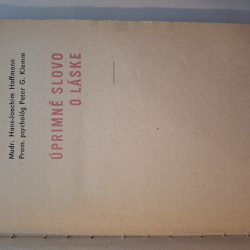 Mudr. Hans-Joachim Hoffmann
Prom. psychológ Peter G. Klemm
ÚPRIMNÉ SLOVO
O LÁSKE